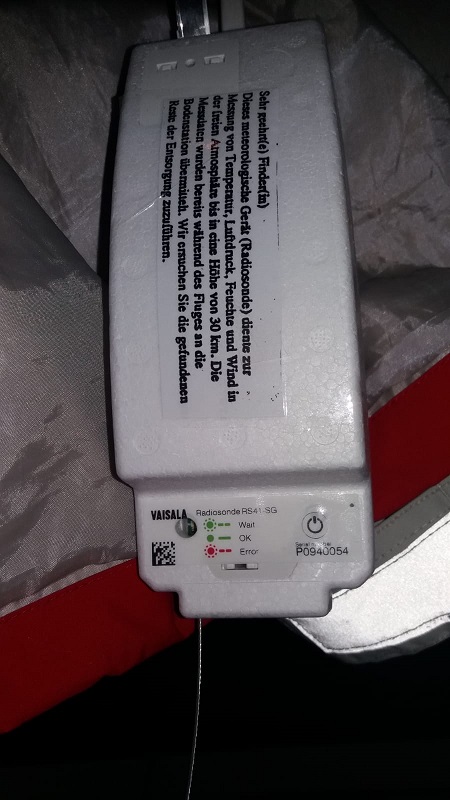 Sehr geehrte(e) Finder(in)
Dieses meteorologische Gerät (Radiosonde) diente zur
Messung von Temperatur, Luftdruck, Feuchte und Wind in
der freien Atmosphäre bis in eine Höhe von 30 km. Die
Messdaten wurden bereits während des Fluges an die
Bodenstation übermittelt. Wir ersuchen Sie die gefundenen
Reste der Entsorgung zuzuführen.
VAISALA Radiosonde RS41-SG
Wait
OK
Error
P0940054